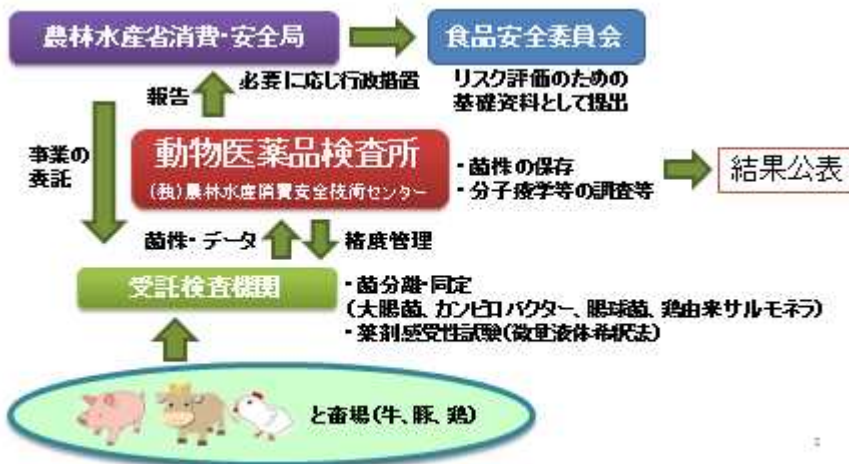 農林水産省消費・安全局
食品安全委員会
報告
必要に応じ行政措置
リスク評価のための
基礎資料として提出
事業の
委託
動物医薬品検査所
(独)農林水産消費安全技術センター
・菌株の保存
・分子疫学等の調査等
結果公表
菌株・データ
精度管理
受託検査機関
・菌分離・同定
(大腸菌、カンピロバクター、腸球菌、鶏由来サルモネラ)
・薬剤感受性試験(微量液体希釈法)
と畜場(牛、豚、鶏)